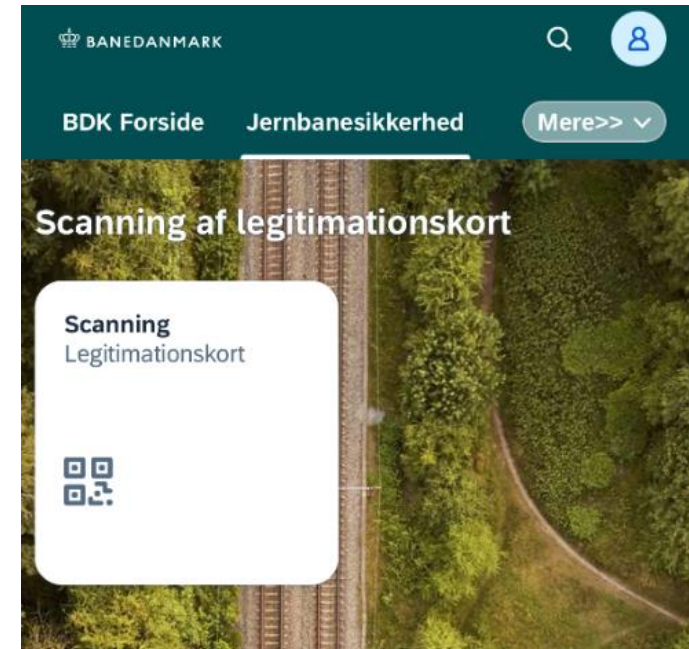 BANEDANMARK
BDK Forside Jernbanesikkerhed Mere>>
Scanning af legitimationskort
Scanning
Legitimationskort